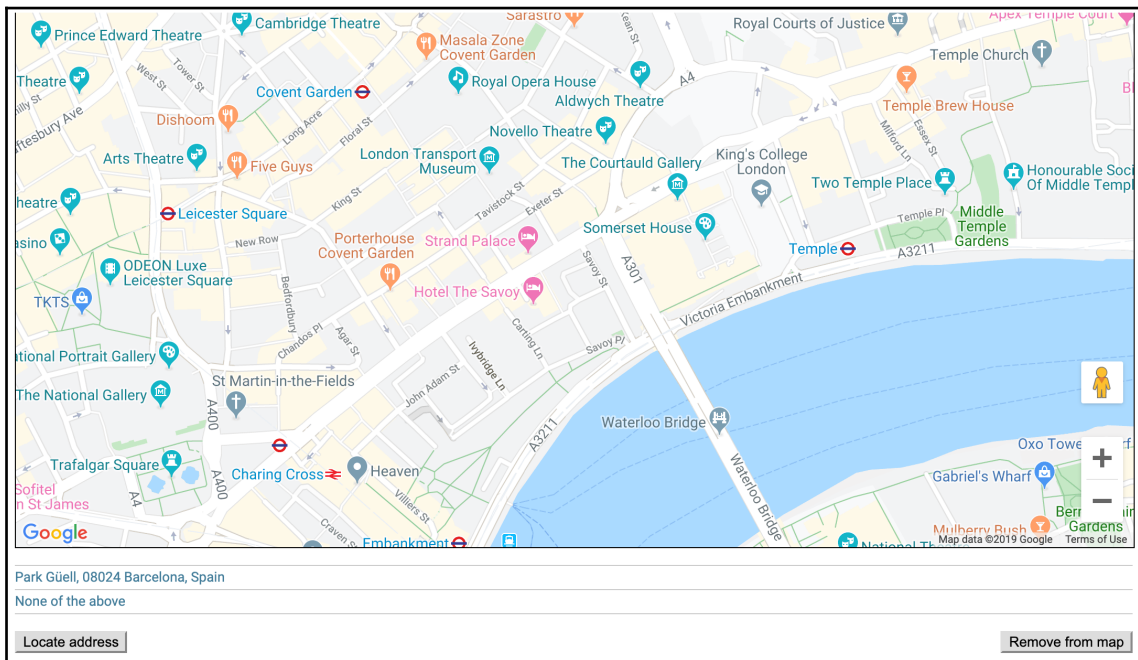 Sarastro
Apex Temple Court
Cambridge Theatre
Royal Courts of Justice
Prince Edward Theatre
Masala Zone
Covent Garden
Kean St
Temple Church
West St
Tower St
Theatre
Royal Opera House
A4
Covent Garden
Aldwych Theatre
Temple Brew House
Dishoom
Long Acre
Floral St
Novello Theatre
Milford Ln
Essex St
Arts Theatre
Five Guys
London Transport
Museum
The Courtauld Gallery
King's College
London
Two Temple Place
Honourable Soci
Of Middle Templ
King St
Tavistock St
Exeter St
heatre
Leicester Square
Temple Pl
Middle
Temple
Gardens
Somerset House
New Row
Porterhouse
Covent Garden
Strand Palace
asino
Temple
A3211
ODEON Luxe
Leicester Square
Savoy St
A301
Bedfordbury
Hotel The Savoy
TKTS
Victoria Embankment
Chandos Pl
Agar St
Carting Ln
Savoy Pl
Ivybridge Ln
ational Portrait Gallery
St Martin-in-the-Fields
John Adam St
The National Gallery
A400
Waterloo Bridge
A3211
Oxo Tower
Trafalgar Square
Charing Cross
Heaven
Gabriel's Wharf
A400
Waterloo Bridge
Sofitel
n St James
A4
Villiers St
Craven St
Gardens
Mulberry Bush
Google
Embankment
National Th
Map data ©2019 Google
Terms of Use
Park Güell, 08024 Barcelona, Spain
None of the above
Locate address
Remove from map